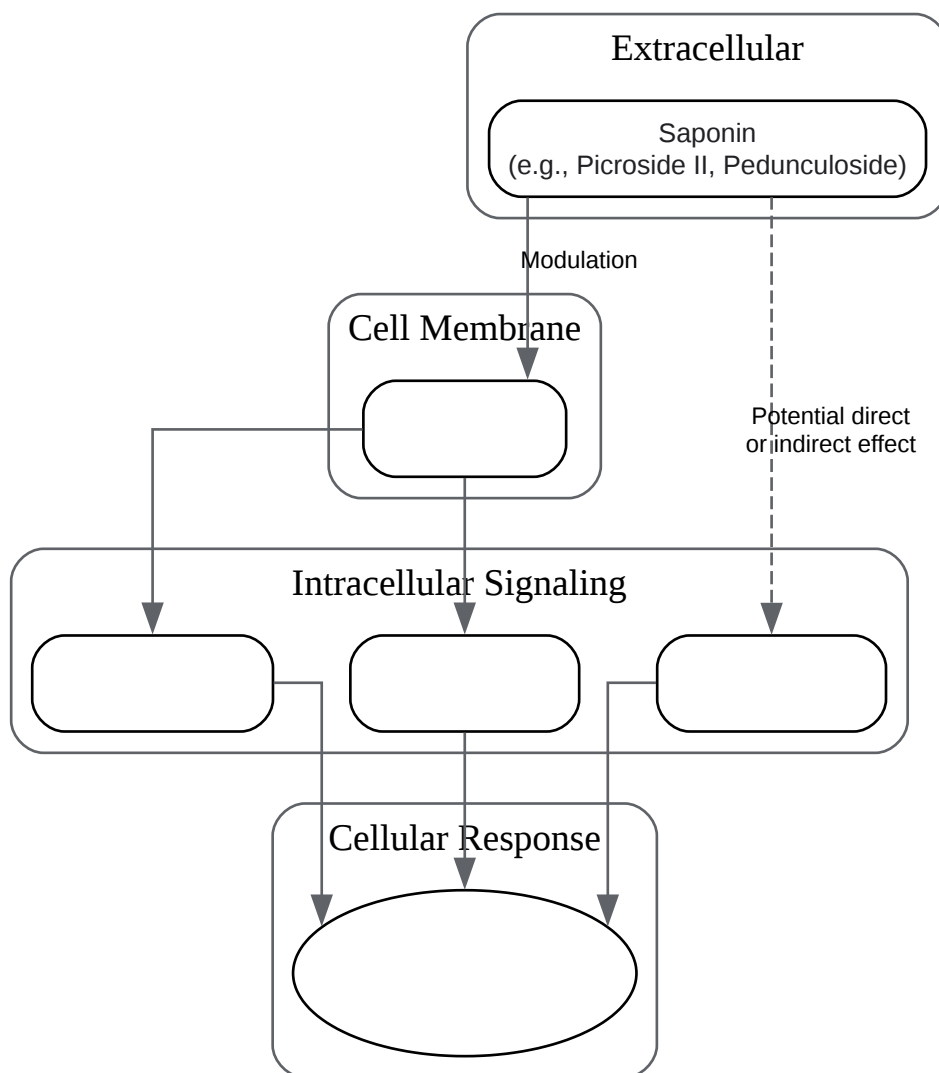 Extracellular
Saponin
(e.g., Picroside II, Pedunculoside)
Modulation
Cell Membrane
Potential direct
or indirect effect
Intracellular Signaling
Cellular Response